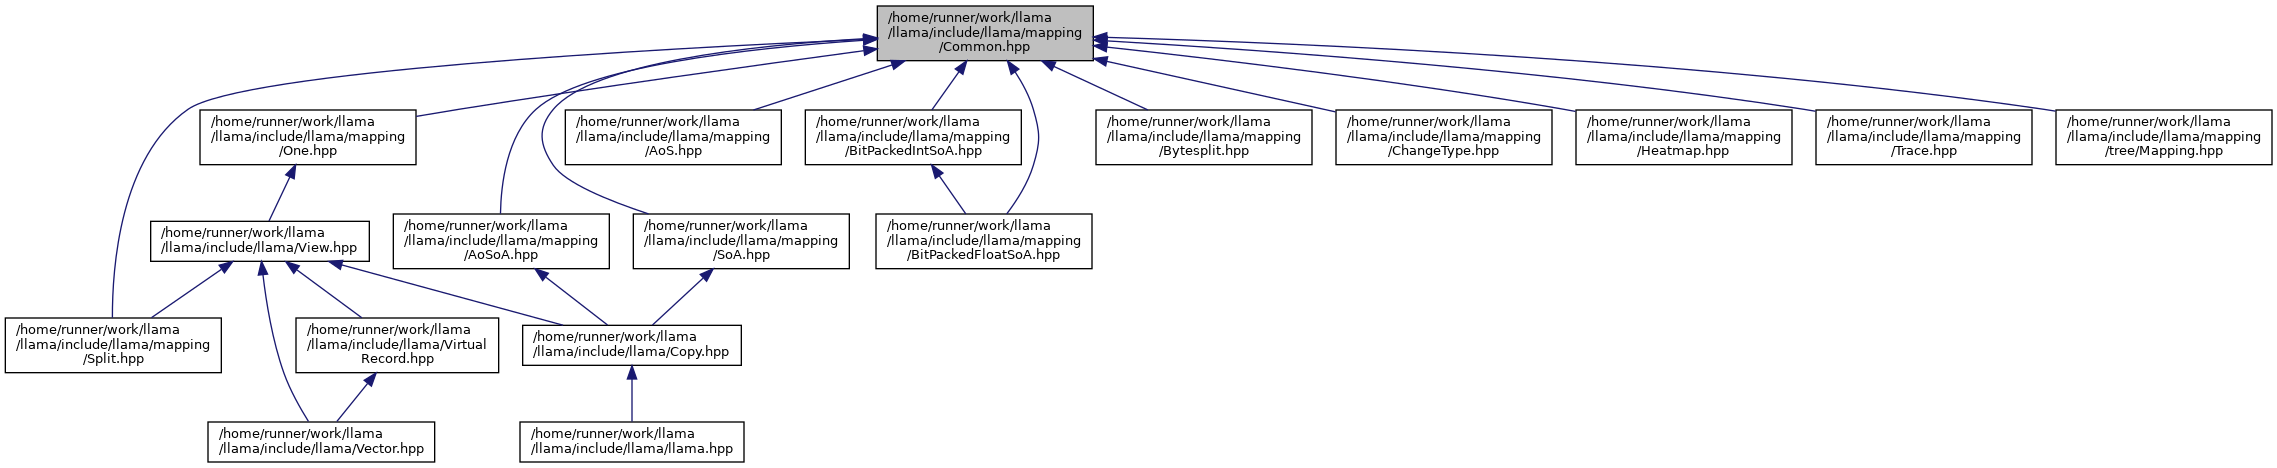 /home/runner/work/llama
/llama/include/llama/mapping
/Common.hpp
/home/runner/work/llama
/llama/include/llama/mapping
/One.hpp
/home/runner/work/llama
/llama/include/llama/mapping
/AoS.hpp
/home/runner/work/llama
/llama/include/llama/mapping
/BitPackedIntSoA.hpp
/home/runner/work/llama
/llama/include/llama/mapping
/Bytesplit.hpp
/home/runner/work/llama
/llama/include/llama/mapping
/ChangeType.hpp
/home/runner/work/llama
/llama/include/llama/mapping
/Heatmap.hpp
/home/runner/work/llama
/llama/include/llama/mapping
/Trace.hpp
/home/runner/work/llama
/llama/include/llama/mapping
/tree/Mapping.hpp
/home/runner/work/llama
/llama/include/llama/View.hpp
/home/runner/work/llama
/llama/include/llama/mapping
/AoSoA.hpp
/home/runner/work/llama
/llama/include/llama/mapping
/SoA.hpp
/home/runner/work/llama
/llama/include/llama/mapping
/BitPackedFloatSoA.hpp
/home/runner/work/llama
/llama/include/llama/mapping
/Split.hpp
/home/runner/work/llama
/llama/include/llama/Virtual
Record.hpp
/home/runner/work/llama
/llama/include/llama/Copy.hpp
/home/runner/work/llama
/llama/include/llama/Vector.hpp
/home/runner/work/llama
/llama/include/llama/llama.hpp